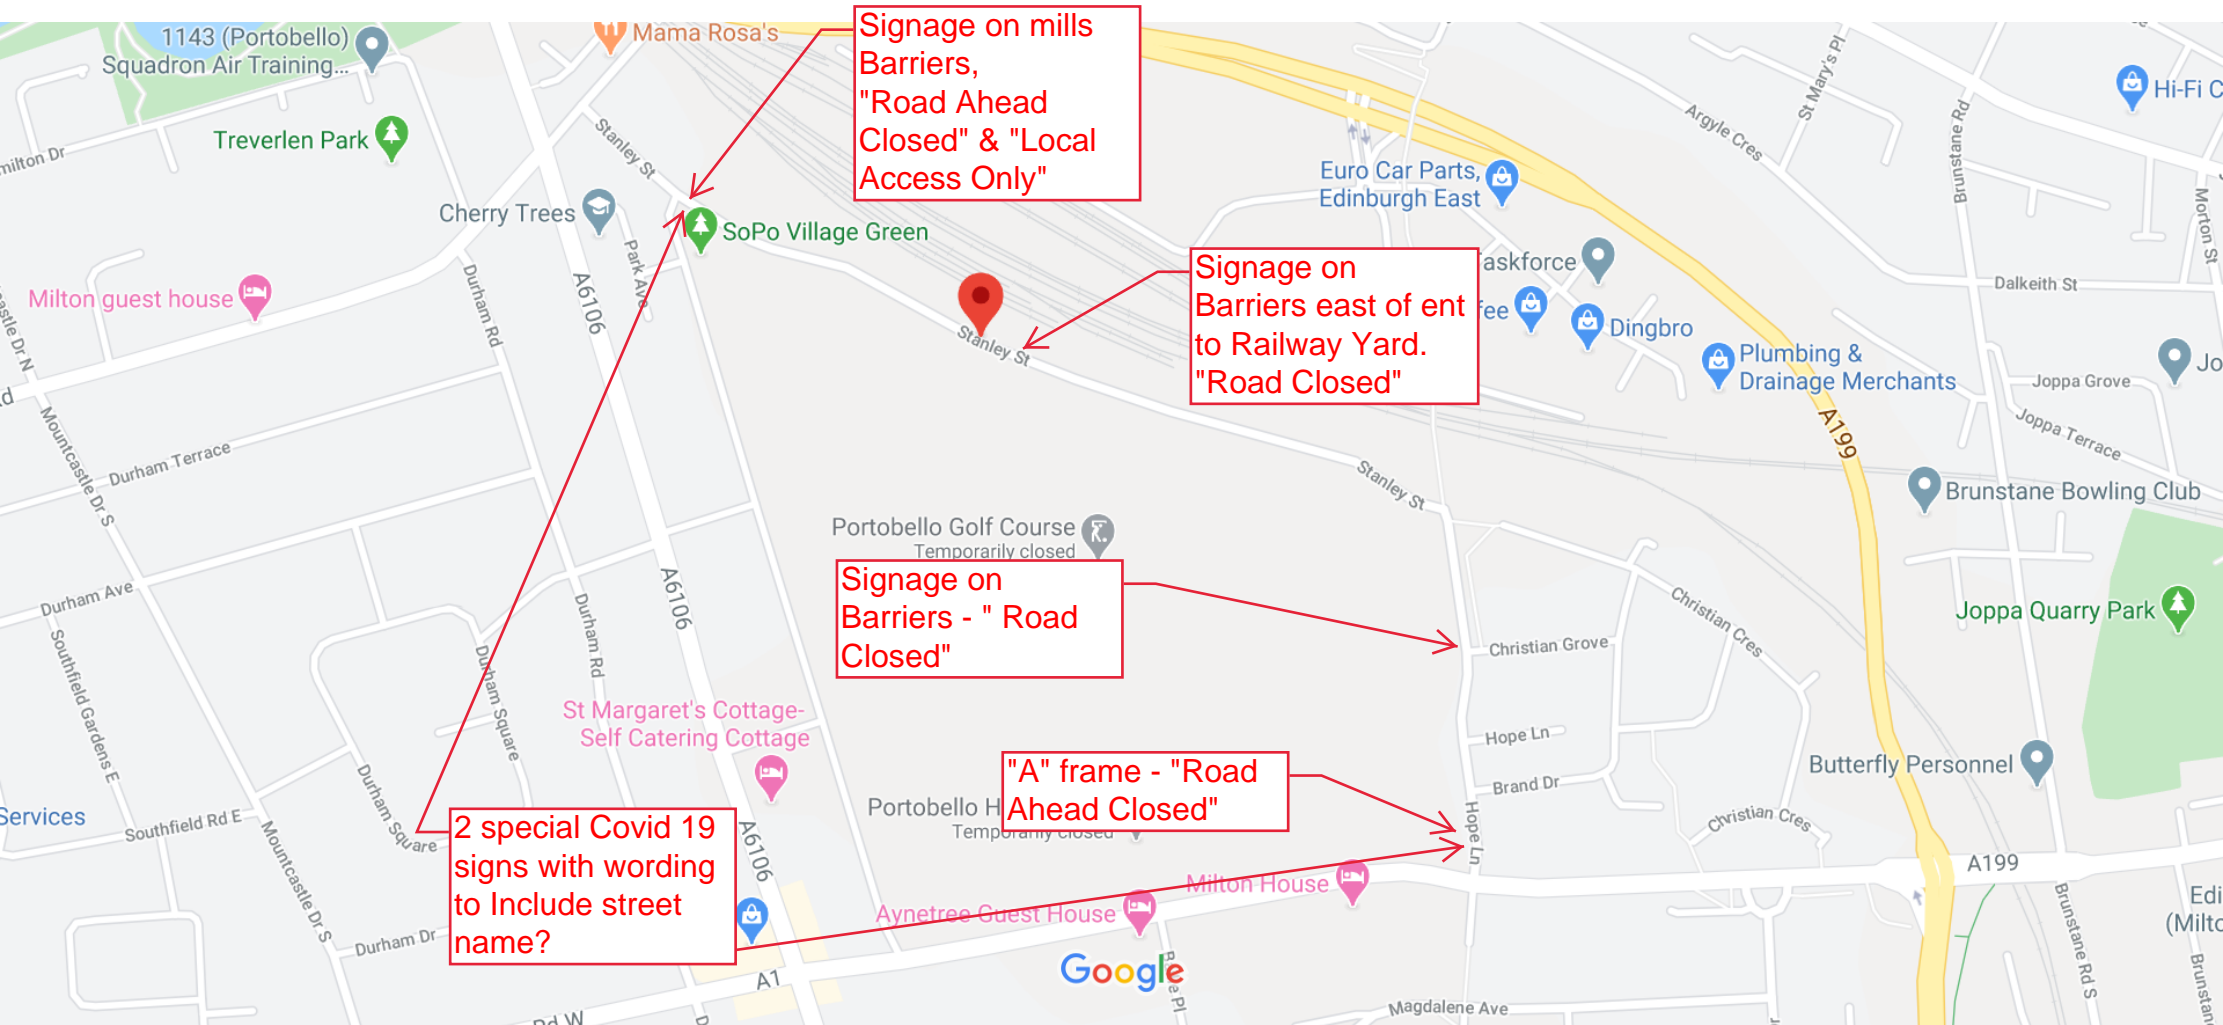 Signage on mills
Barriers,
"Road Ahead
Closed" & "Local
Access Only"
1143 (Portobello)
Squadron Air Training...
Mama Rosa's
Treverlen Park
Stanley St
Cherry Trees
SoPo Village Green
Park Ave
Milton guest house
Durham Rd
A6106
Argyle Cres
St Mary's Pl
Brunstane Rd
Hi-Fi C
Euro Car Parts,
Edinburgh East
Morton St
Signage on
Barriers east of ent
to Railway Yard.
"Road Closed"
askforce
fee
Dingbro
Dalkeith St
Plumbing &
Drainage Merchants
Joppa Grove
Jo
Joppa Terrace
A199
Stanley St
Mountcastle Dr S
Durham Terrace
Stanley St
Brunstane Bowling Club
Portobello Golf Course
Temporarily closed
Signage on
Barriers - " Road
Closed"
Durham Ave
A6106
Durham Rd
Southfield Gardens E
Durham Square
Christian Grove
Christian Cres
Joppa Quarry Park
St Margaret's Cottage-
Self Catering Cottage
Hope Ln
Brand Dr
Butterfly Personnel
"A" frame - "Road
Ahead Closed"
Portobello H
Temporarily closed
Hope Ln
Christian Cres
Services
Southfield Rd E
Durham Square
2 special Covid 19
signs with wording
to Include street
name?
A6106
Mountcastle Dr S
Durham Dr
Milton House
Aynetree Guest House
A199
Brunstane Rd S
Edi
(Milto
Google
A1
Rd W
Magdalene Ave